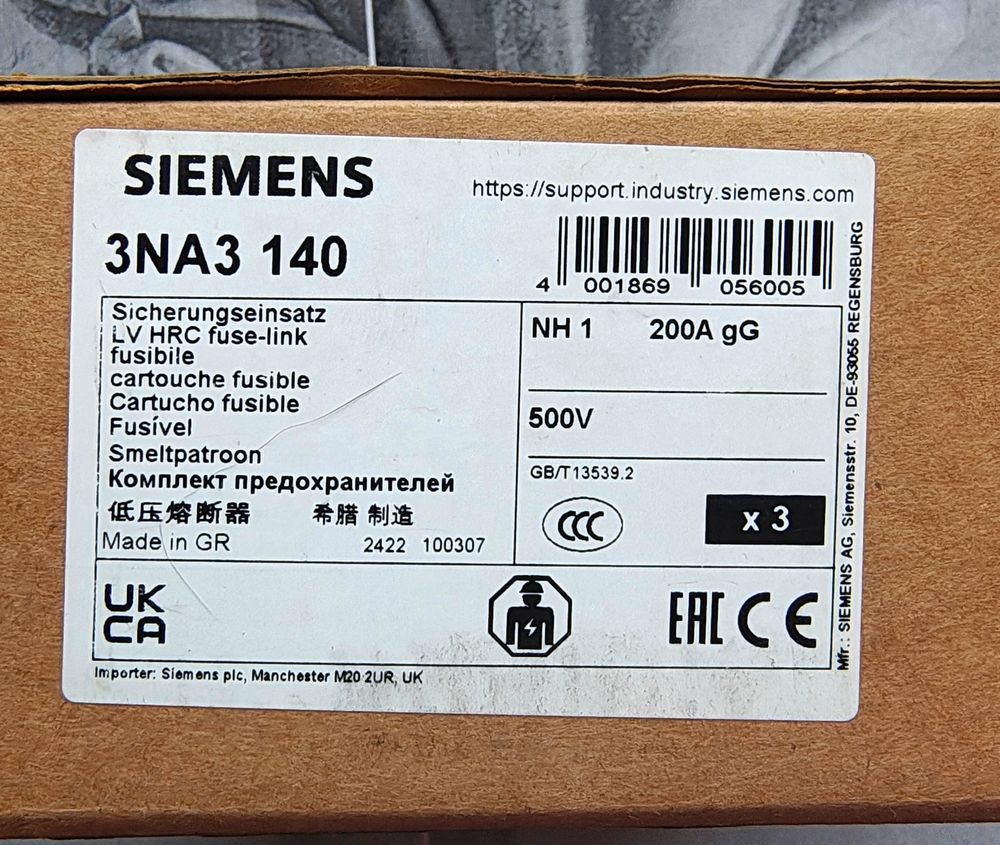 SIEMENS
https://support.industry.siemens.com
3NA3 140
4 001869 056005
Sicherungseinsatz
LV HRC fuse-link
fusibile
cartouche fusible
Cartucho fusible
Fusível
Smeltpatroon
Комплект предохранителей
低压熔断器 希腊 制造
Made in GR 2422 100307
NH 1 200A gG
500V
GB/T13539.2
CCC
x 3
UK
CA
EAC CE
Importer: Siemens plc, Manchester M20 2UR, UK
Mfr.: SIEMENS AG, Siemensstr. 10, DE-93055 REGENSBURG